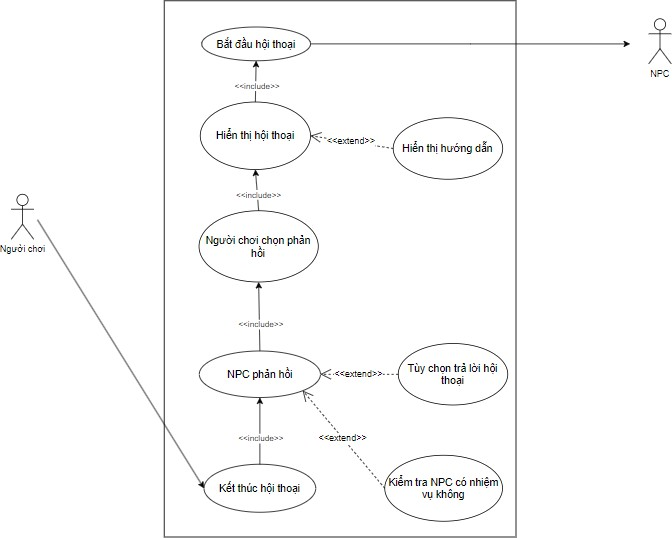 Bắt đầu hội thoại
NPC
<<include>>
Hiển thị hội thoại
<<extend>>
Hiển thị hướng dẫn
<<include>>
Người chơi
Người chơi chọn phản
hồi
<<include>>
NPC phản hồi
<<extend>>
Tùy chọn trả lời hội
thoại
<<include>>
<<extend>>
Kết thúc hội thoại
Kiểm tra NPC có nhiệm
vụ không